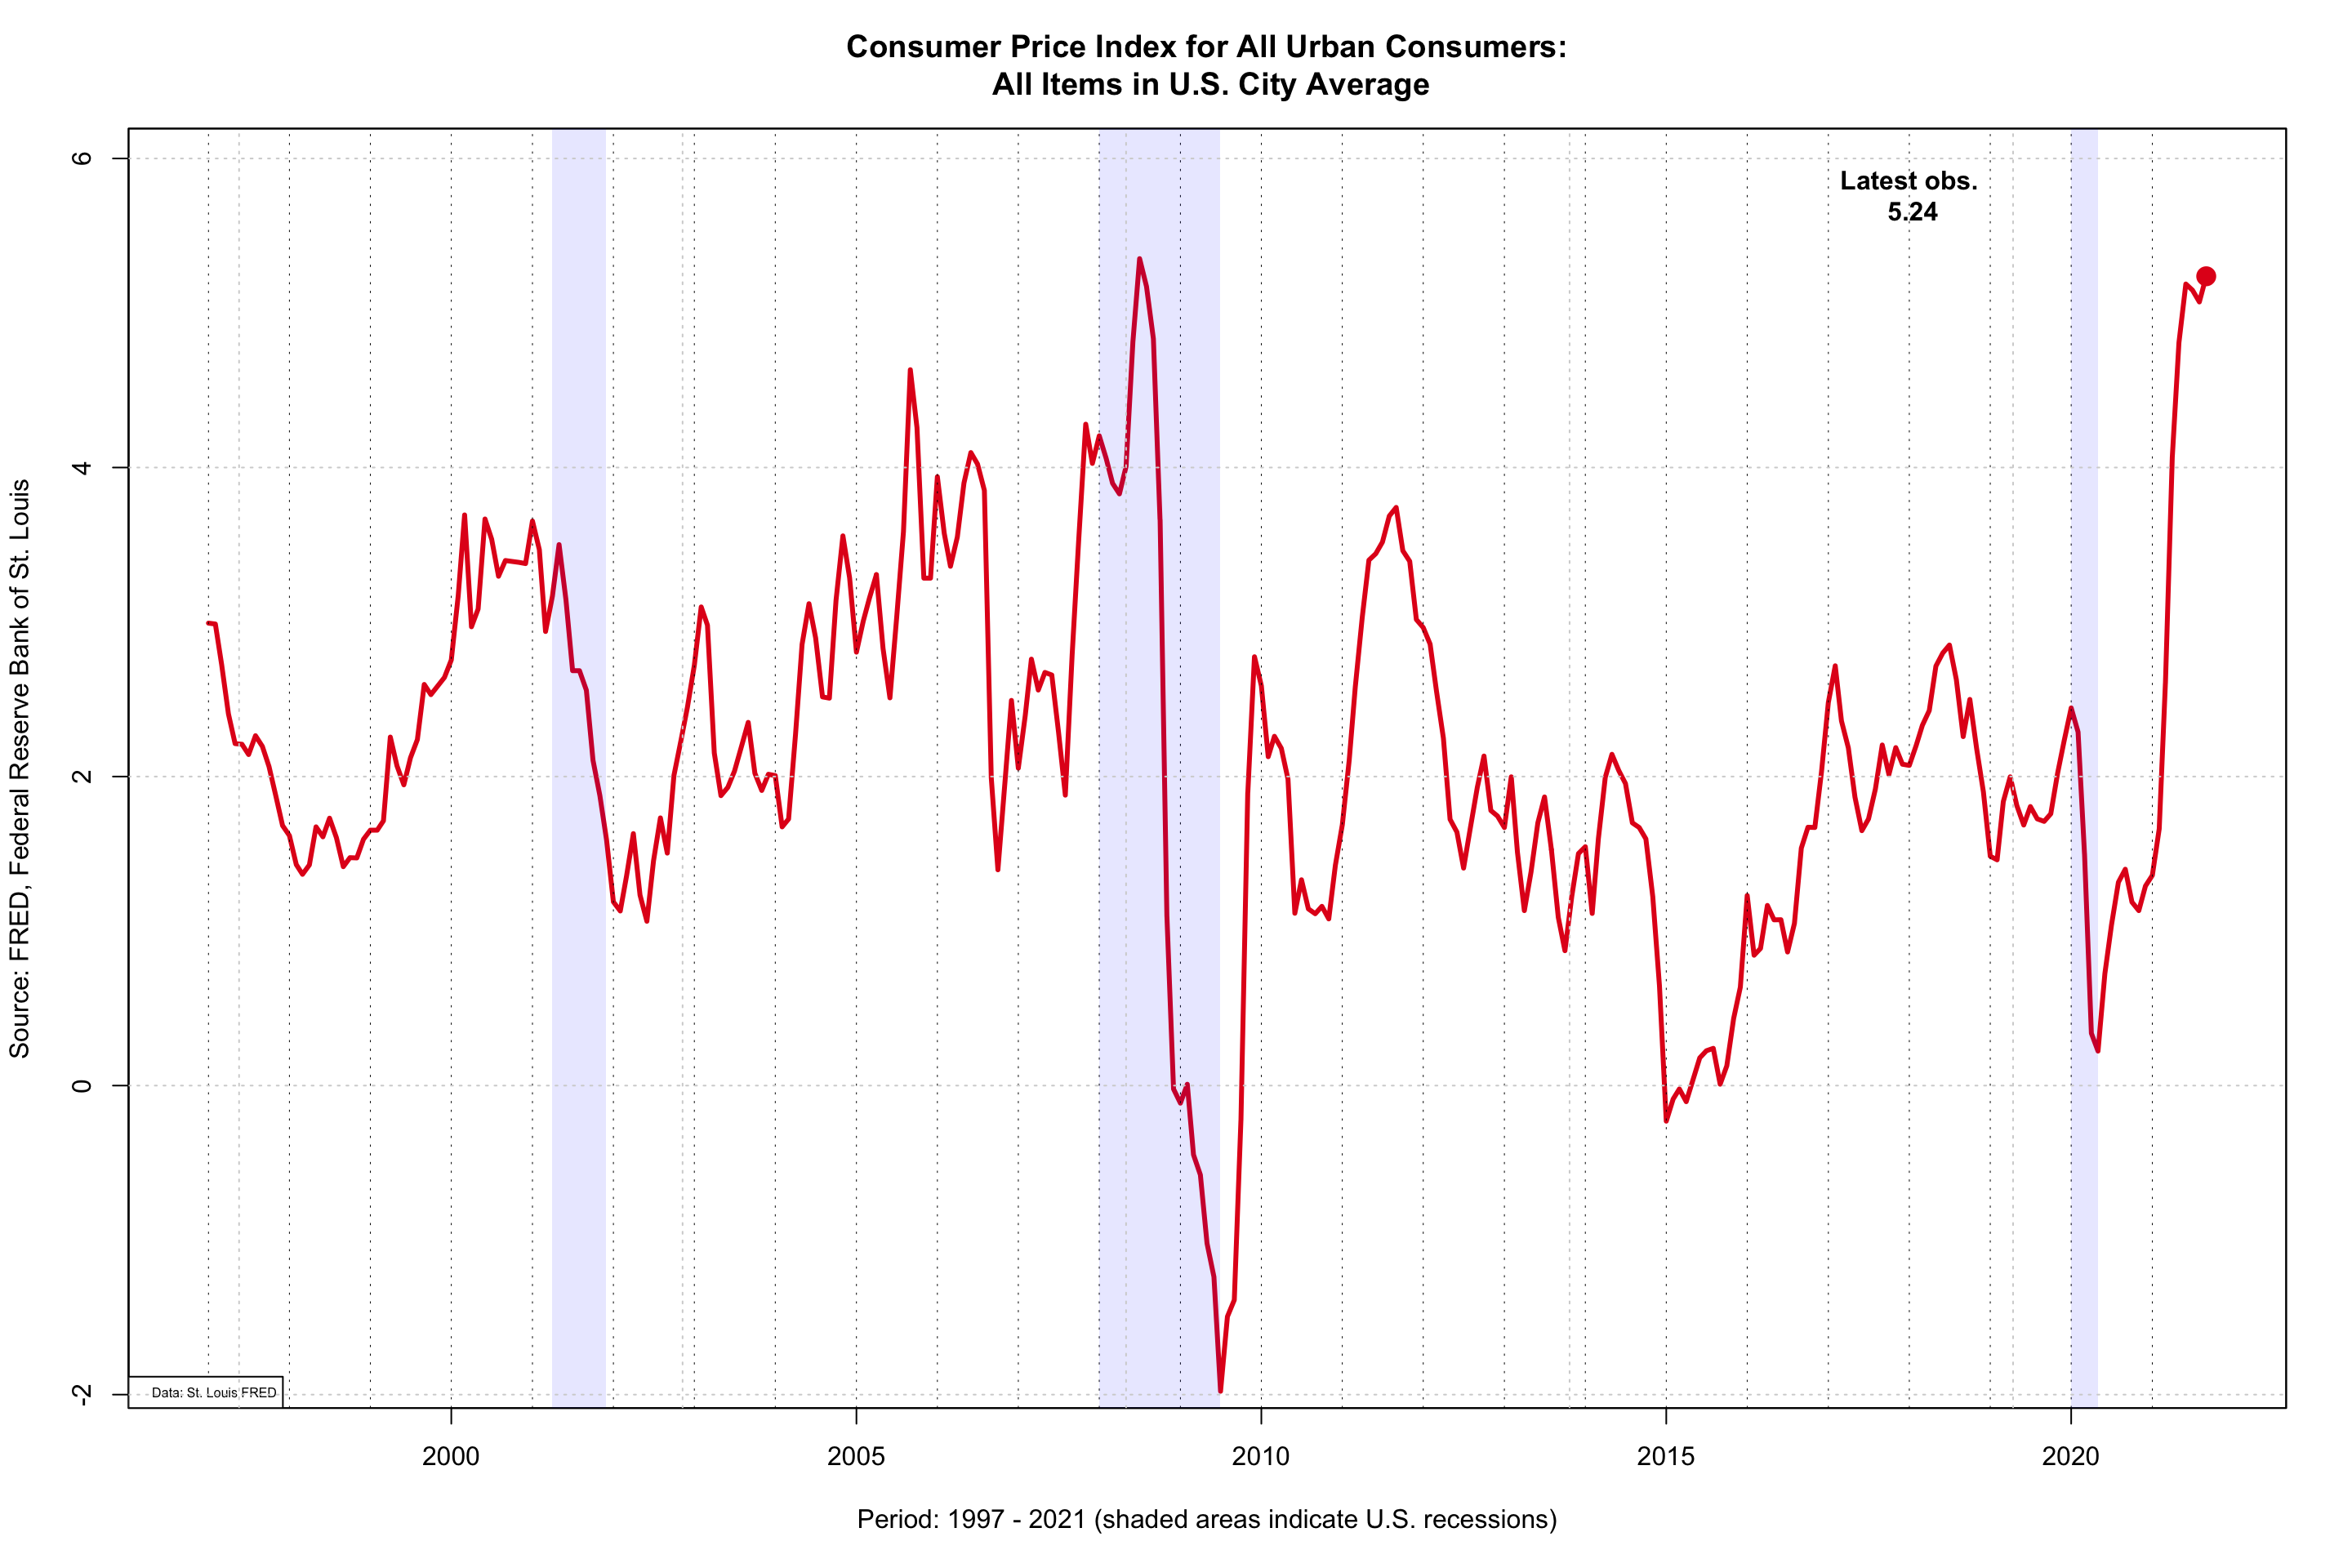 Consumer Price Index for All Urban Consumers:
All Items in U.S. City Average
Source: FRED, Federal Reserve Bank of St. Louis
6
4
2
0
-2
Latest obs.
5.24
Data: St. Louis FRED
2000
2005
2010
2015
2020
Period: 1997 - 2021 (shaded areas indicate U.S. recessions)